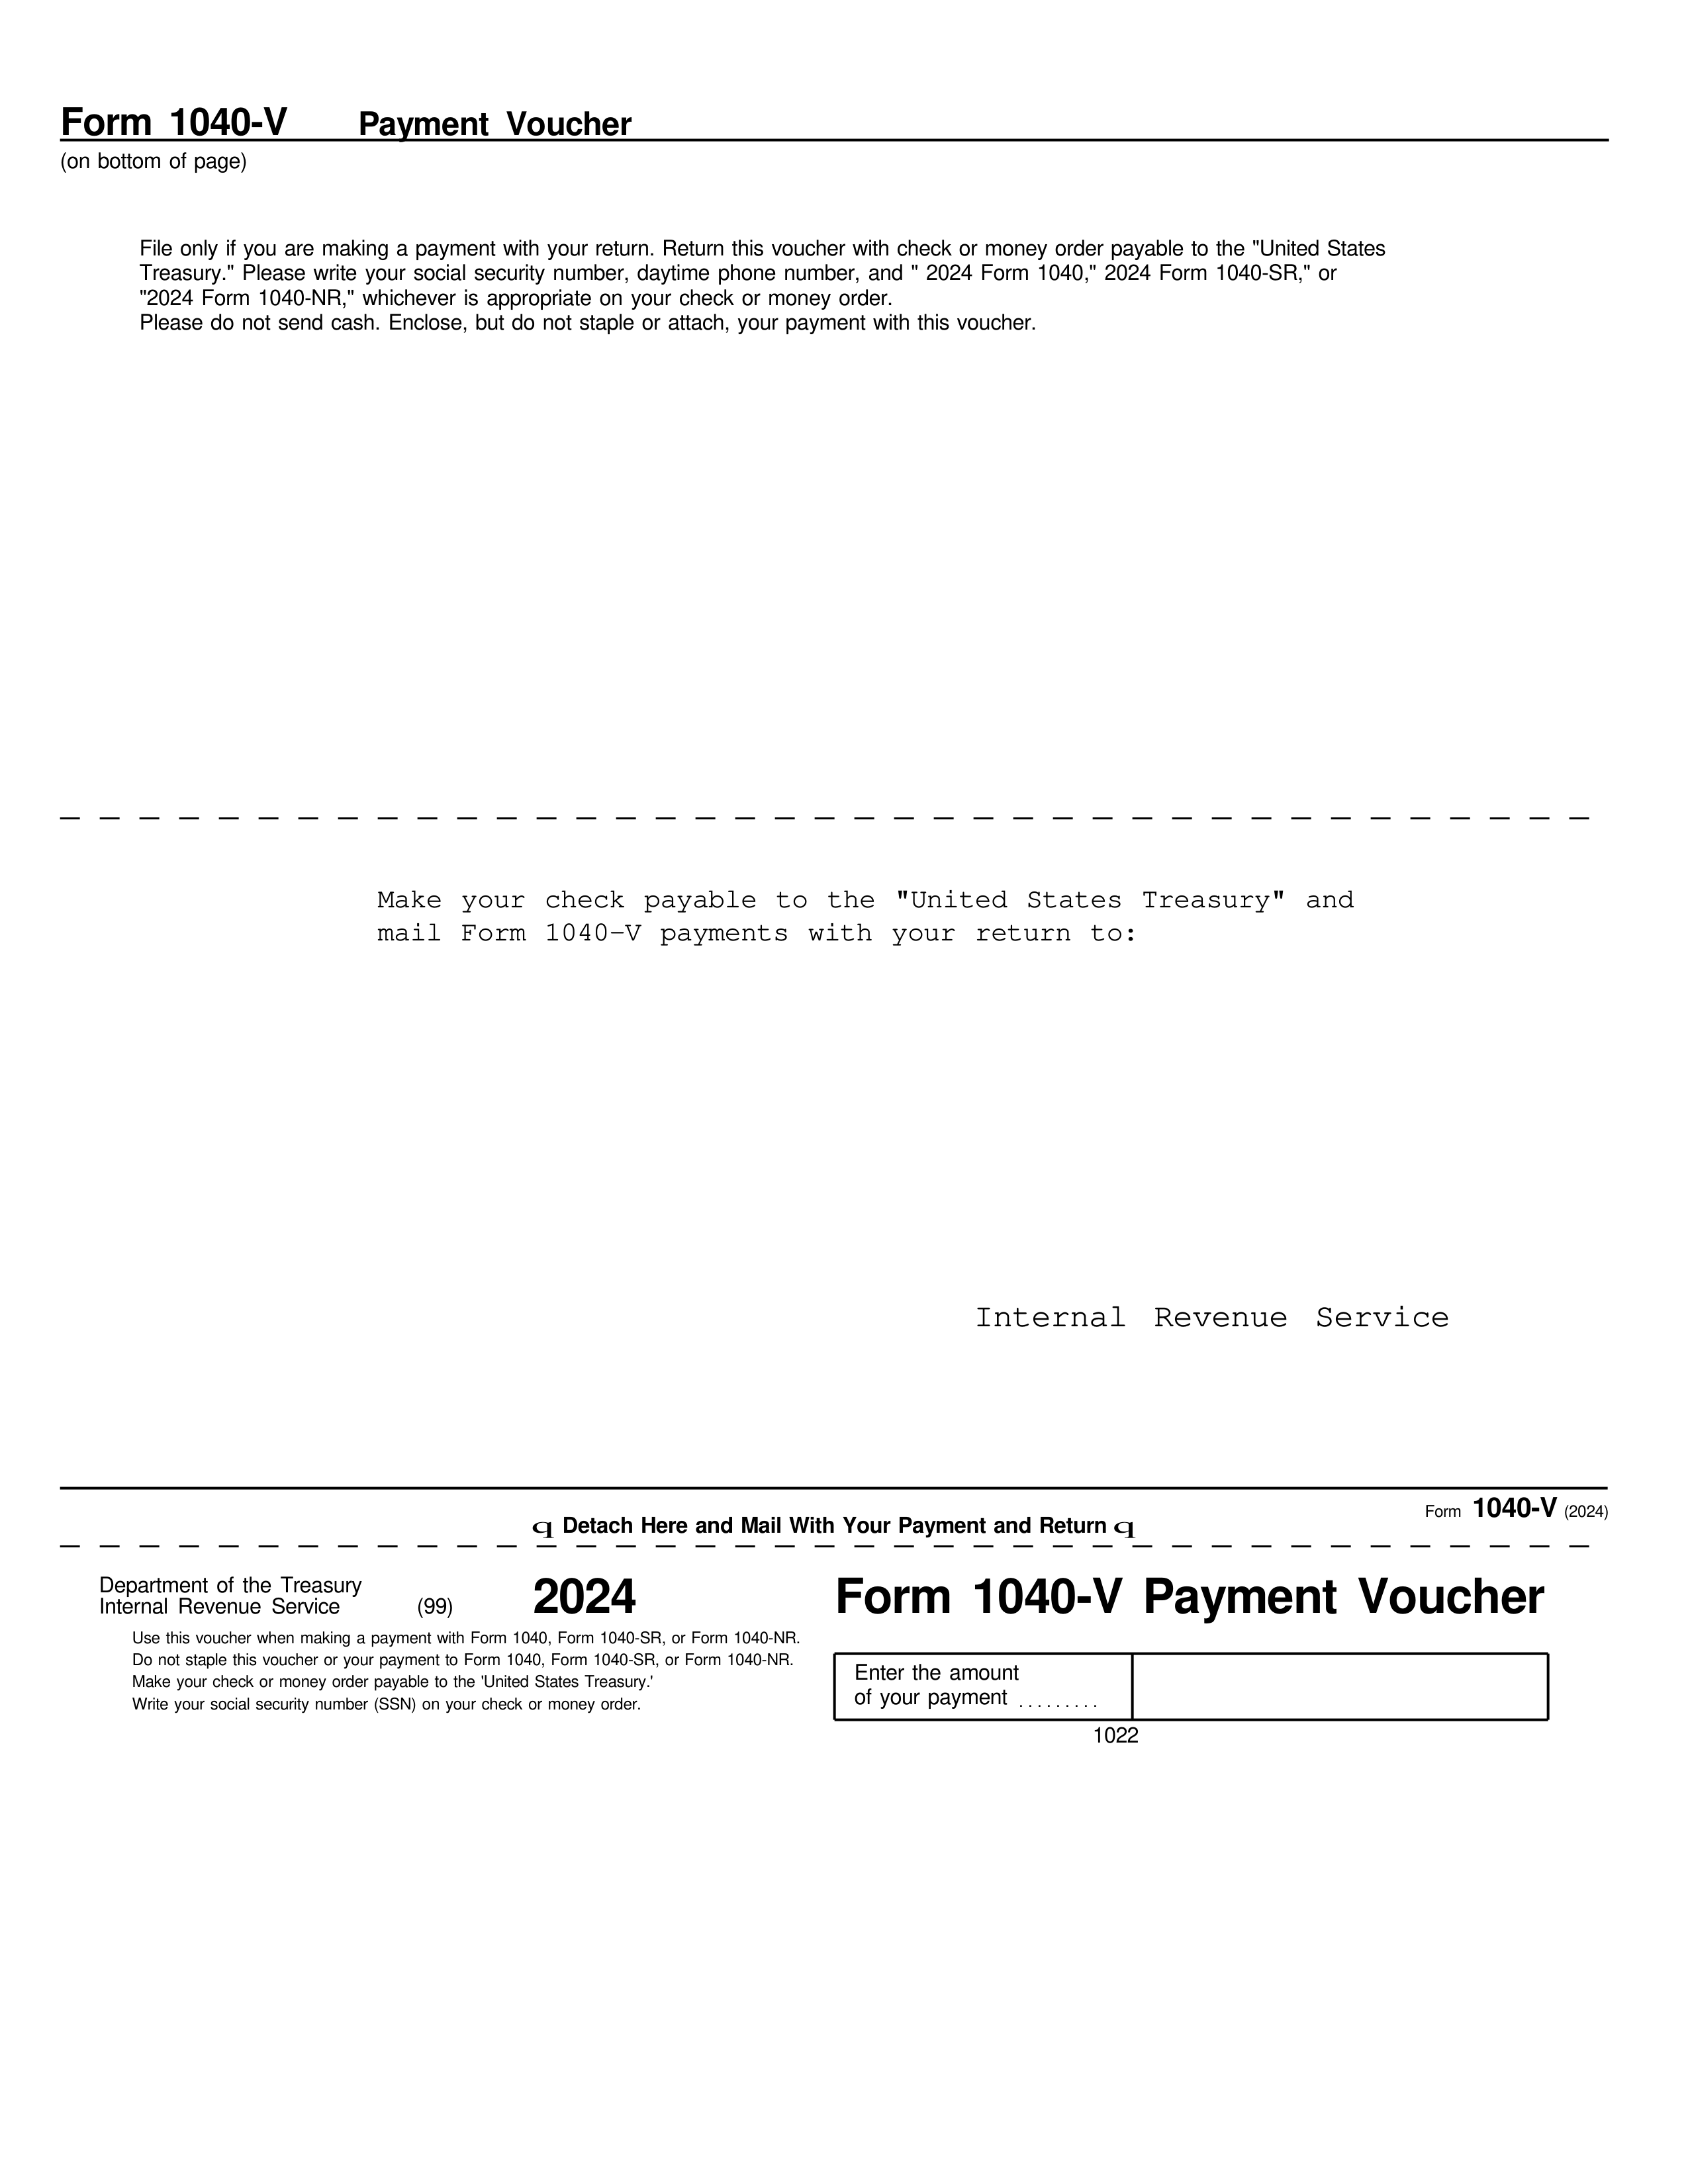 Form 1040-V Payment Voucher
(on bottom of page)
File only if you are making a payment with your return. Return this voucher with check or money order payable to the "United States
Treasury." Please write your social security number, daytime phone number, and " 2024 Form 1040," 2024 Form 1040-SR," or
"2024 Form 1040-NR," whichever is appropriate on your check or money order.
Please do not send cash. Enclose, but do not staple or attach, your payment with this voucher.
Make your check payable to the "United States Treasury" and
mail Form 1040-V payments with your return to:
Internal Revenue Service
Form 1040-V (2024)
q Detach Here and Mail With Your Payment and Return q
Department of the Treasury
Internal Revenue Service (99)
2024
Form 1040-V Payment Voucher
Use this voucher when making a payment with Form 1040, Form 1040-SR, or Form 1040-NR.
Do not staple this voucher or your payment to Form 1040, Form 1040-SR, or Form 1040-NR.
Make your check or money order payable to the 'United States Treasury.'
Write your social security number (SSN) on your check or money order.
Enter the amount
of your payment .........
1022